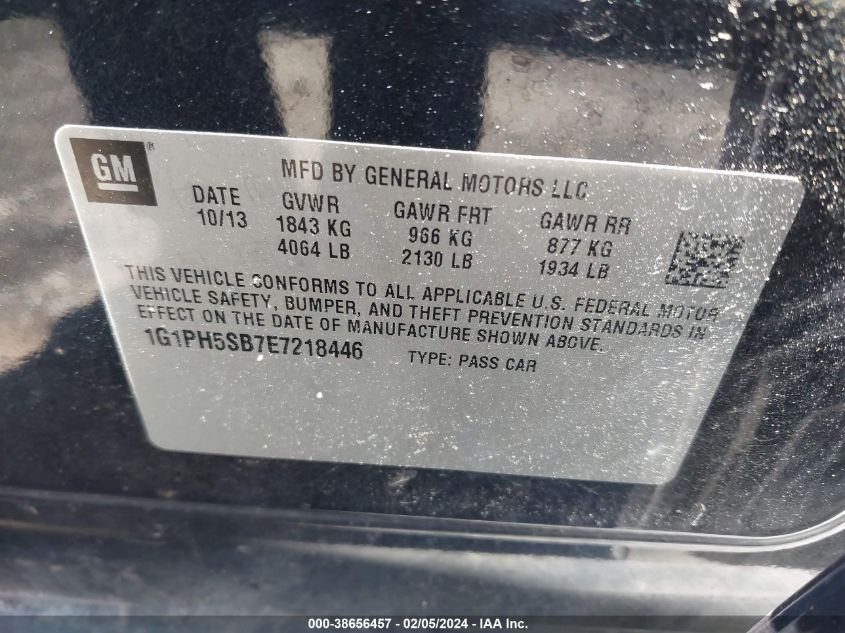 GM®
MFD BY GENERAL MOTORS LLC
DATE GVWR GAWR FRT GAWR RR
10/13 1843 KG 966 KG 877 KG
4064 LB 2130 LB 1934 LB
THIS VEHICLE CONFORMS TO ALL APPLICABLE U.S. FEDERAL MOTOR
VEHICLE SAFETY, BUMPER, AND THEFT PREVENTION STANDARDS IN
EFFECT ON THE DATE OF MANUFACTURE SHOWN ABOVE.
1G1PH5SB7E7218446 TYPE: PASS CAR
000-38656457 - 02/05/2024 - IAAI - IAAI.com.